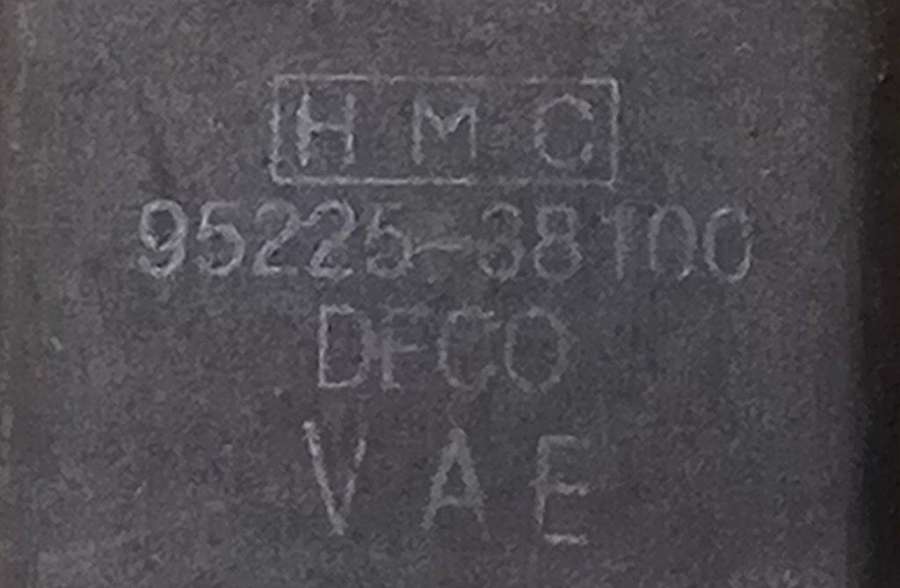 HMC
95225-38100
DECO
VAE